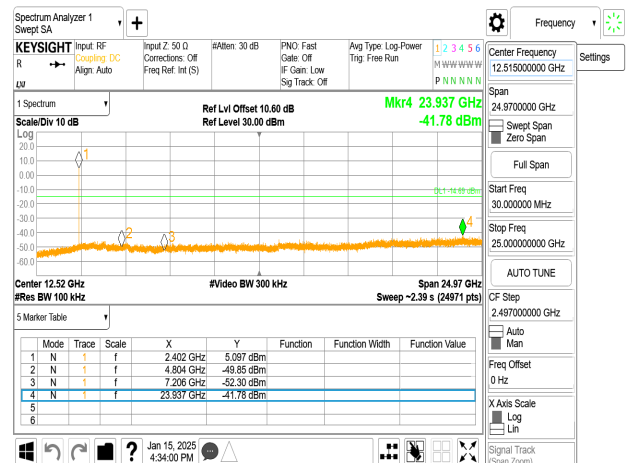 Spectrum Analyzer 1
Swept SA
Frequency
KEYSIGHT
R
LXI
Input: RF
Coupling: DC
Align: Auto
Input Z: 50 Ω
Corrections: Off
Freq Ref: Int (S)
#Atten: 30 dB
PNO: Fast
Gate: Off
IF Gain: Low
Sig Track: Off
Avg Type: Log-Power
Trig: Free Run
1 2 3 4 5 6
M W W W W W
P N N N N N
Center Frequency
12.515000000 GHz
Settings
Span
24.9700000 GHz
Swept Span
Zero Span
Full Span
Start Freq
30.000000 MHz
Stop Freq
25.000000000 GHz
AUTO TUNE
CF Step
2.497000000 GHz
Auto
Man
Freq Offset
0 Hz
X Axis Scale
Log
Lin
Signal Track
(Span Zoom)
1 Spectrum
Scale/Div 10 dB
Ref Lvl Offset 10.60 dB
Ref Level 30.00 dBm
Mkr4 23.937 GHz
-41.78 dBm
Log
20.0
10.0
0.00
-10.0
-20.0
-30.0
-40.0
-50.0
-60.0
1
2
3
4
DL1 -14.69 dBm
Center 12.52 GHz
#Res BW 100 kHz
#Video BW 300 kHz
Span 24.97 GHz
Sweep ~2.39 s (24971 pts)
5 Marker Table
Mode Trace Scale X Y Function Function Width Function Value
1 N 1 f 2.402 GHz 5.097 dBm
2 N 1 f 4.804 GHz -49.85 dBm
3 N 1 f 7.206 GHz -52.30 dBm
4 N 1 f 23.937 GHz -41.78 dBm
5
6
?
Jan 15, 2025
4:34:00 PM